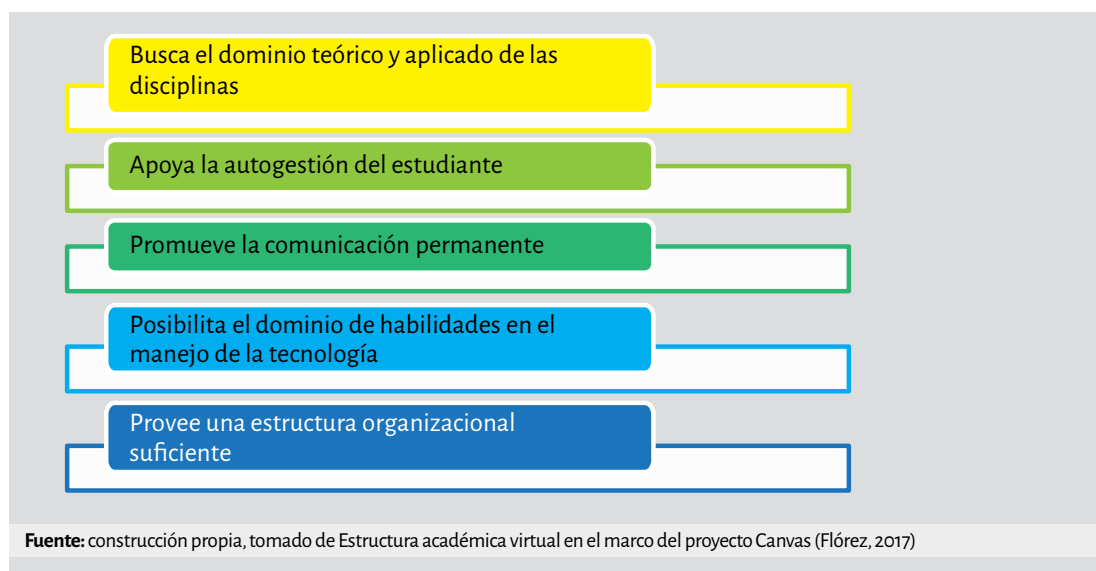 Busca el dominio teórico y aplicado de las
disciplinas
Apoya la autogestión del estudiante
Promueve la comunicación permanente
Posibilita el dominio de habilidades en el
manejo de la tecnología
Provee una estructura organizacional
suficiente
Fuente: construcción propia, tomado de Estructura académica virtual en el marco del proyecto Canvas (Flórez, 2017)